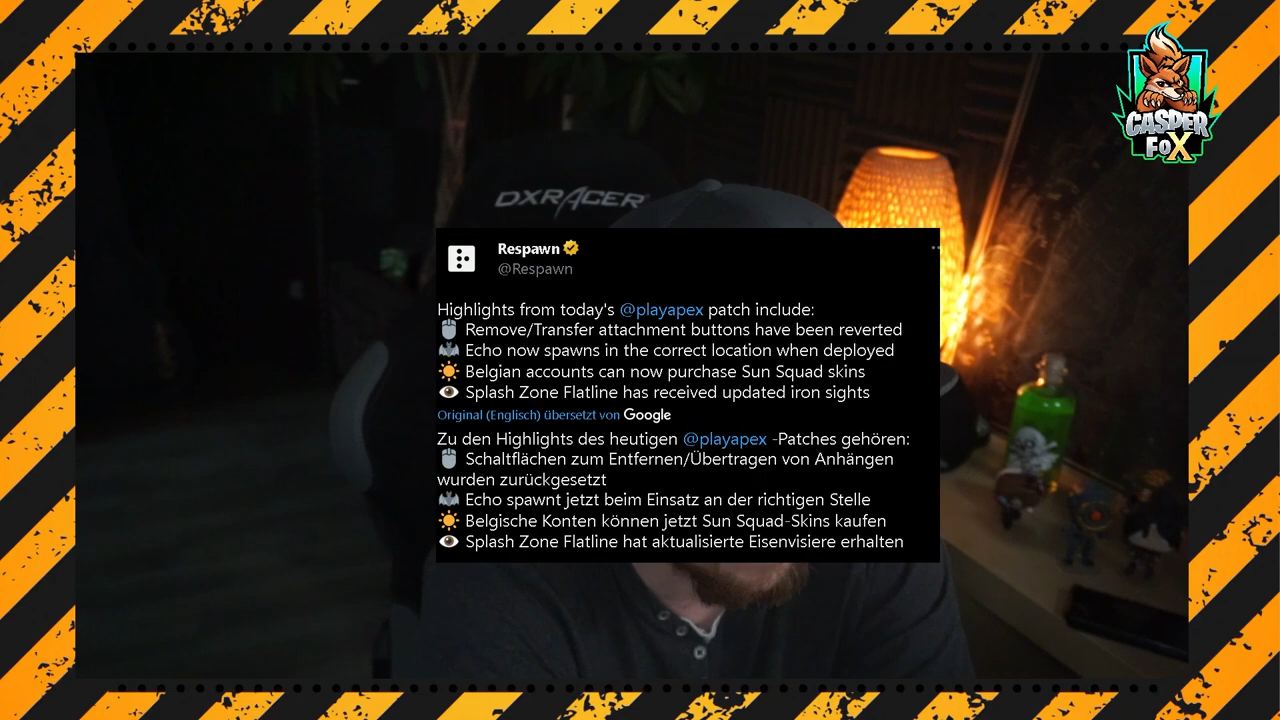 CASPER
FOX
DXRACER
Respawn
@Respawn
Highlights from today's @playapex patch include:
Remove/Transfer attachment buttons have been reverted
Echo now spawns in the correct location when deployed
Belgian accounts can now purchase Sun Squad skins
Splash Zone Flatline has received updated iron sights
Original (Englisch) übersetzt von Google
Zu den Highlights des heutigen @playapex -Patches gehören:
Schaltflächen zum Entfernen/Übertragen von Anhängen
wurden zurückgesetzt
Echo spawnt jetzt beim Einsatz an der richtigen Stelle
Belgische Konten können jetzt Sun Squad-Skins kaufen
Splash Zone Flatline hat aktualisierte Eisenvisiere erhalten